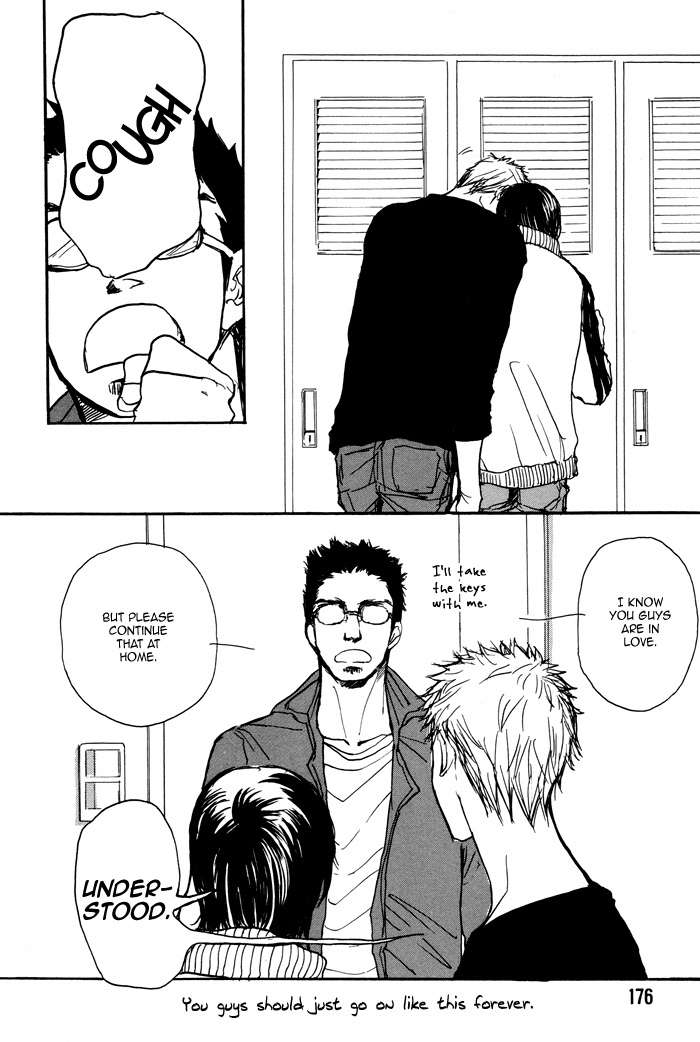 COUGH
I KNOW
YOU GUYS
ARE IN
LOVE.
I'll take
the keys
with me.
BUT PLEASE
CONTINUE
THAT AT
HOME.
UNDER-
STOOD.
You guys should just go on like this forever.
176